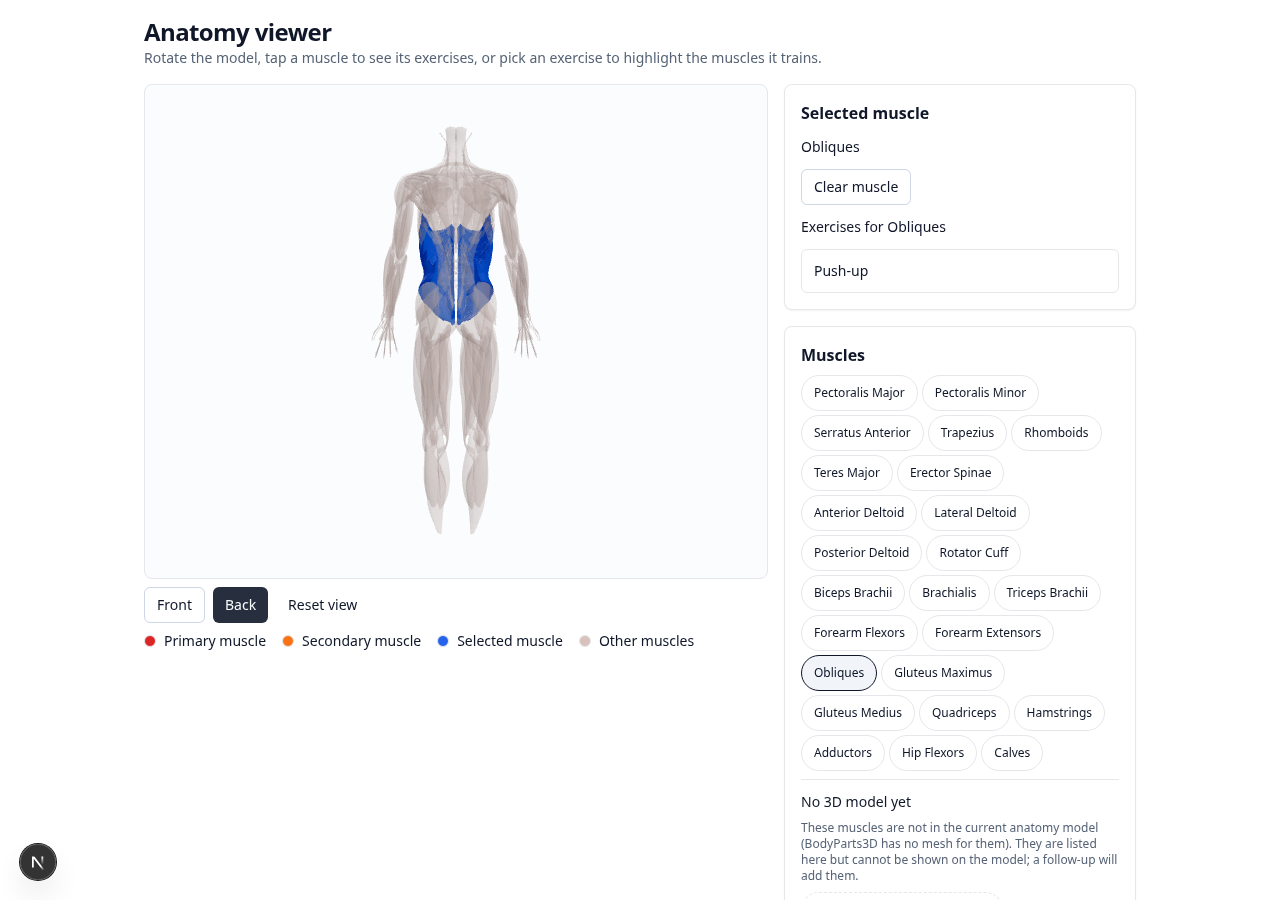 Anatomy viewer
Rotate the model, tap a muscle to see its exercises, or pick an exercise to highlight the muscles it trains.
Front
Back
Reset view
Primary muscle
Secondary muscle
Selected muscle
Other muscles
Selected muscle
Obliques
Clear muscle
Exercises for Obliques
Push-up
Muscles
Pectoralis Major
Pectoralis Minor
Serratus Anterior
Trapezius
Rhomboids
Teres Major
Erector Spinae
Anterior Deltoid
Lateral Deltoid
Posterior Deltoid
Rotator Cuff
Biceps Brachii
Brachialis
Triceps Brachii
Forearm Flexors
Forearm Extensors
Obliques
Gluteus Maximus
Gluteus Medius
Quadriceps
Hamstrings
Adductors
Hip Flexors
Calves
No 3D model yet
These muscles are not in the current anatomy model
(BodyParts3D has no mesh for them). They are listed
here but cannot be shown on the model; a follow-up will
add them.
N